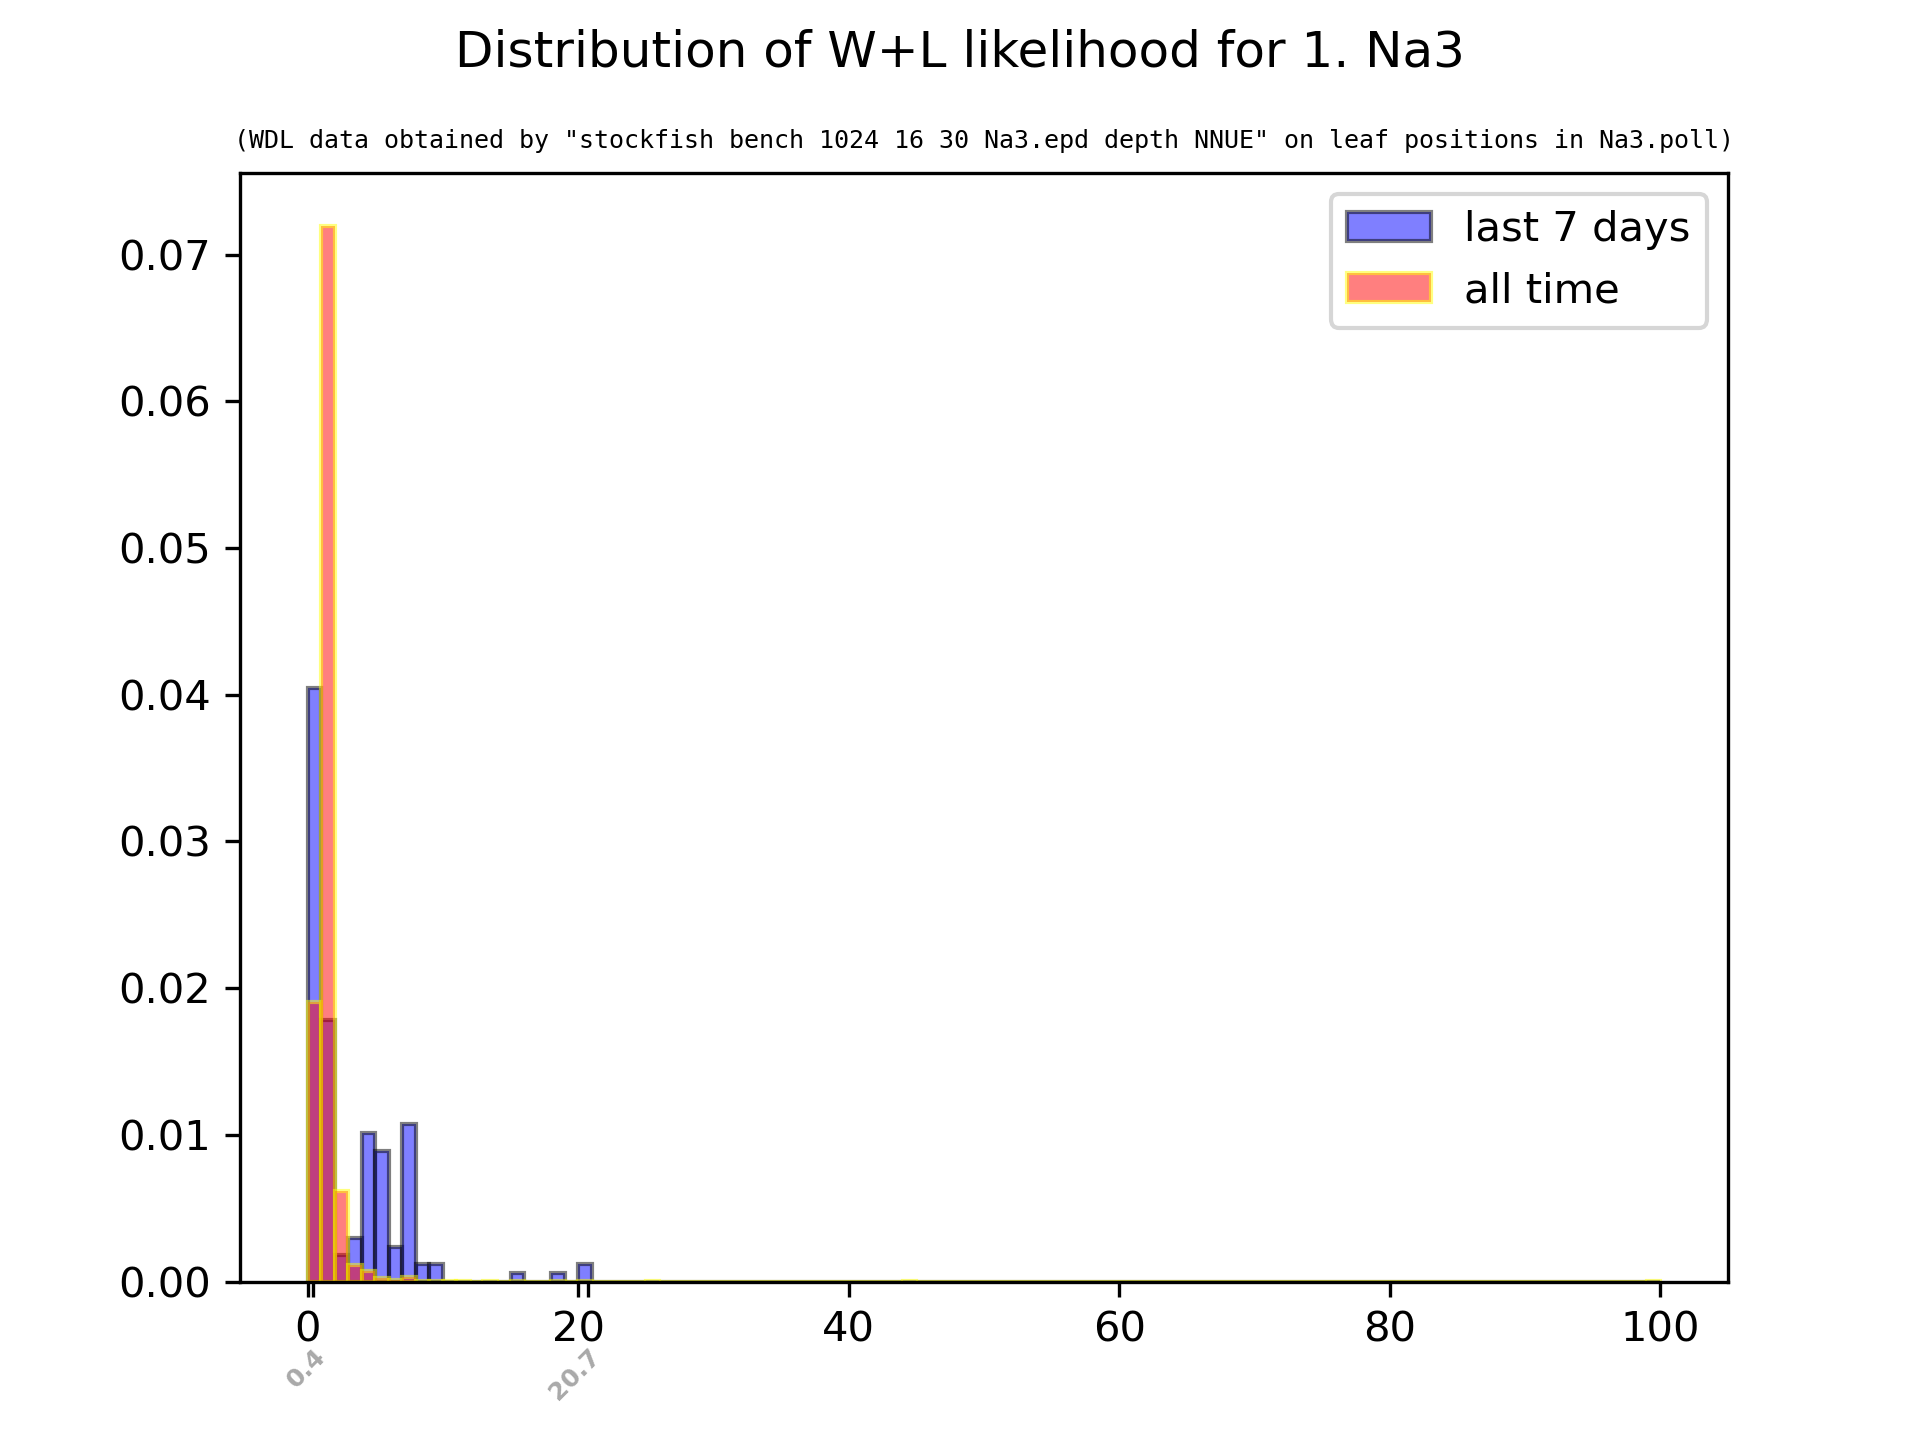 Distribution of W+L likelihood for 1. Na3
(WDL data obtained by "stockfish bench 1024 16 30 Na3.epd depth NNUE" on leaf positions in Na3.poll)
last 7 days
all time
0.07
0.06
0.05
0.04
0.03
0.02
0.01
0.00
0 20 40 60 80 100
0.4 20.7